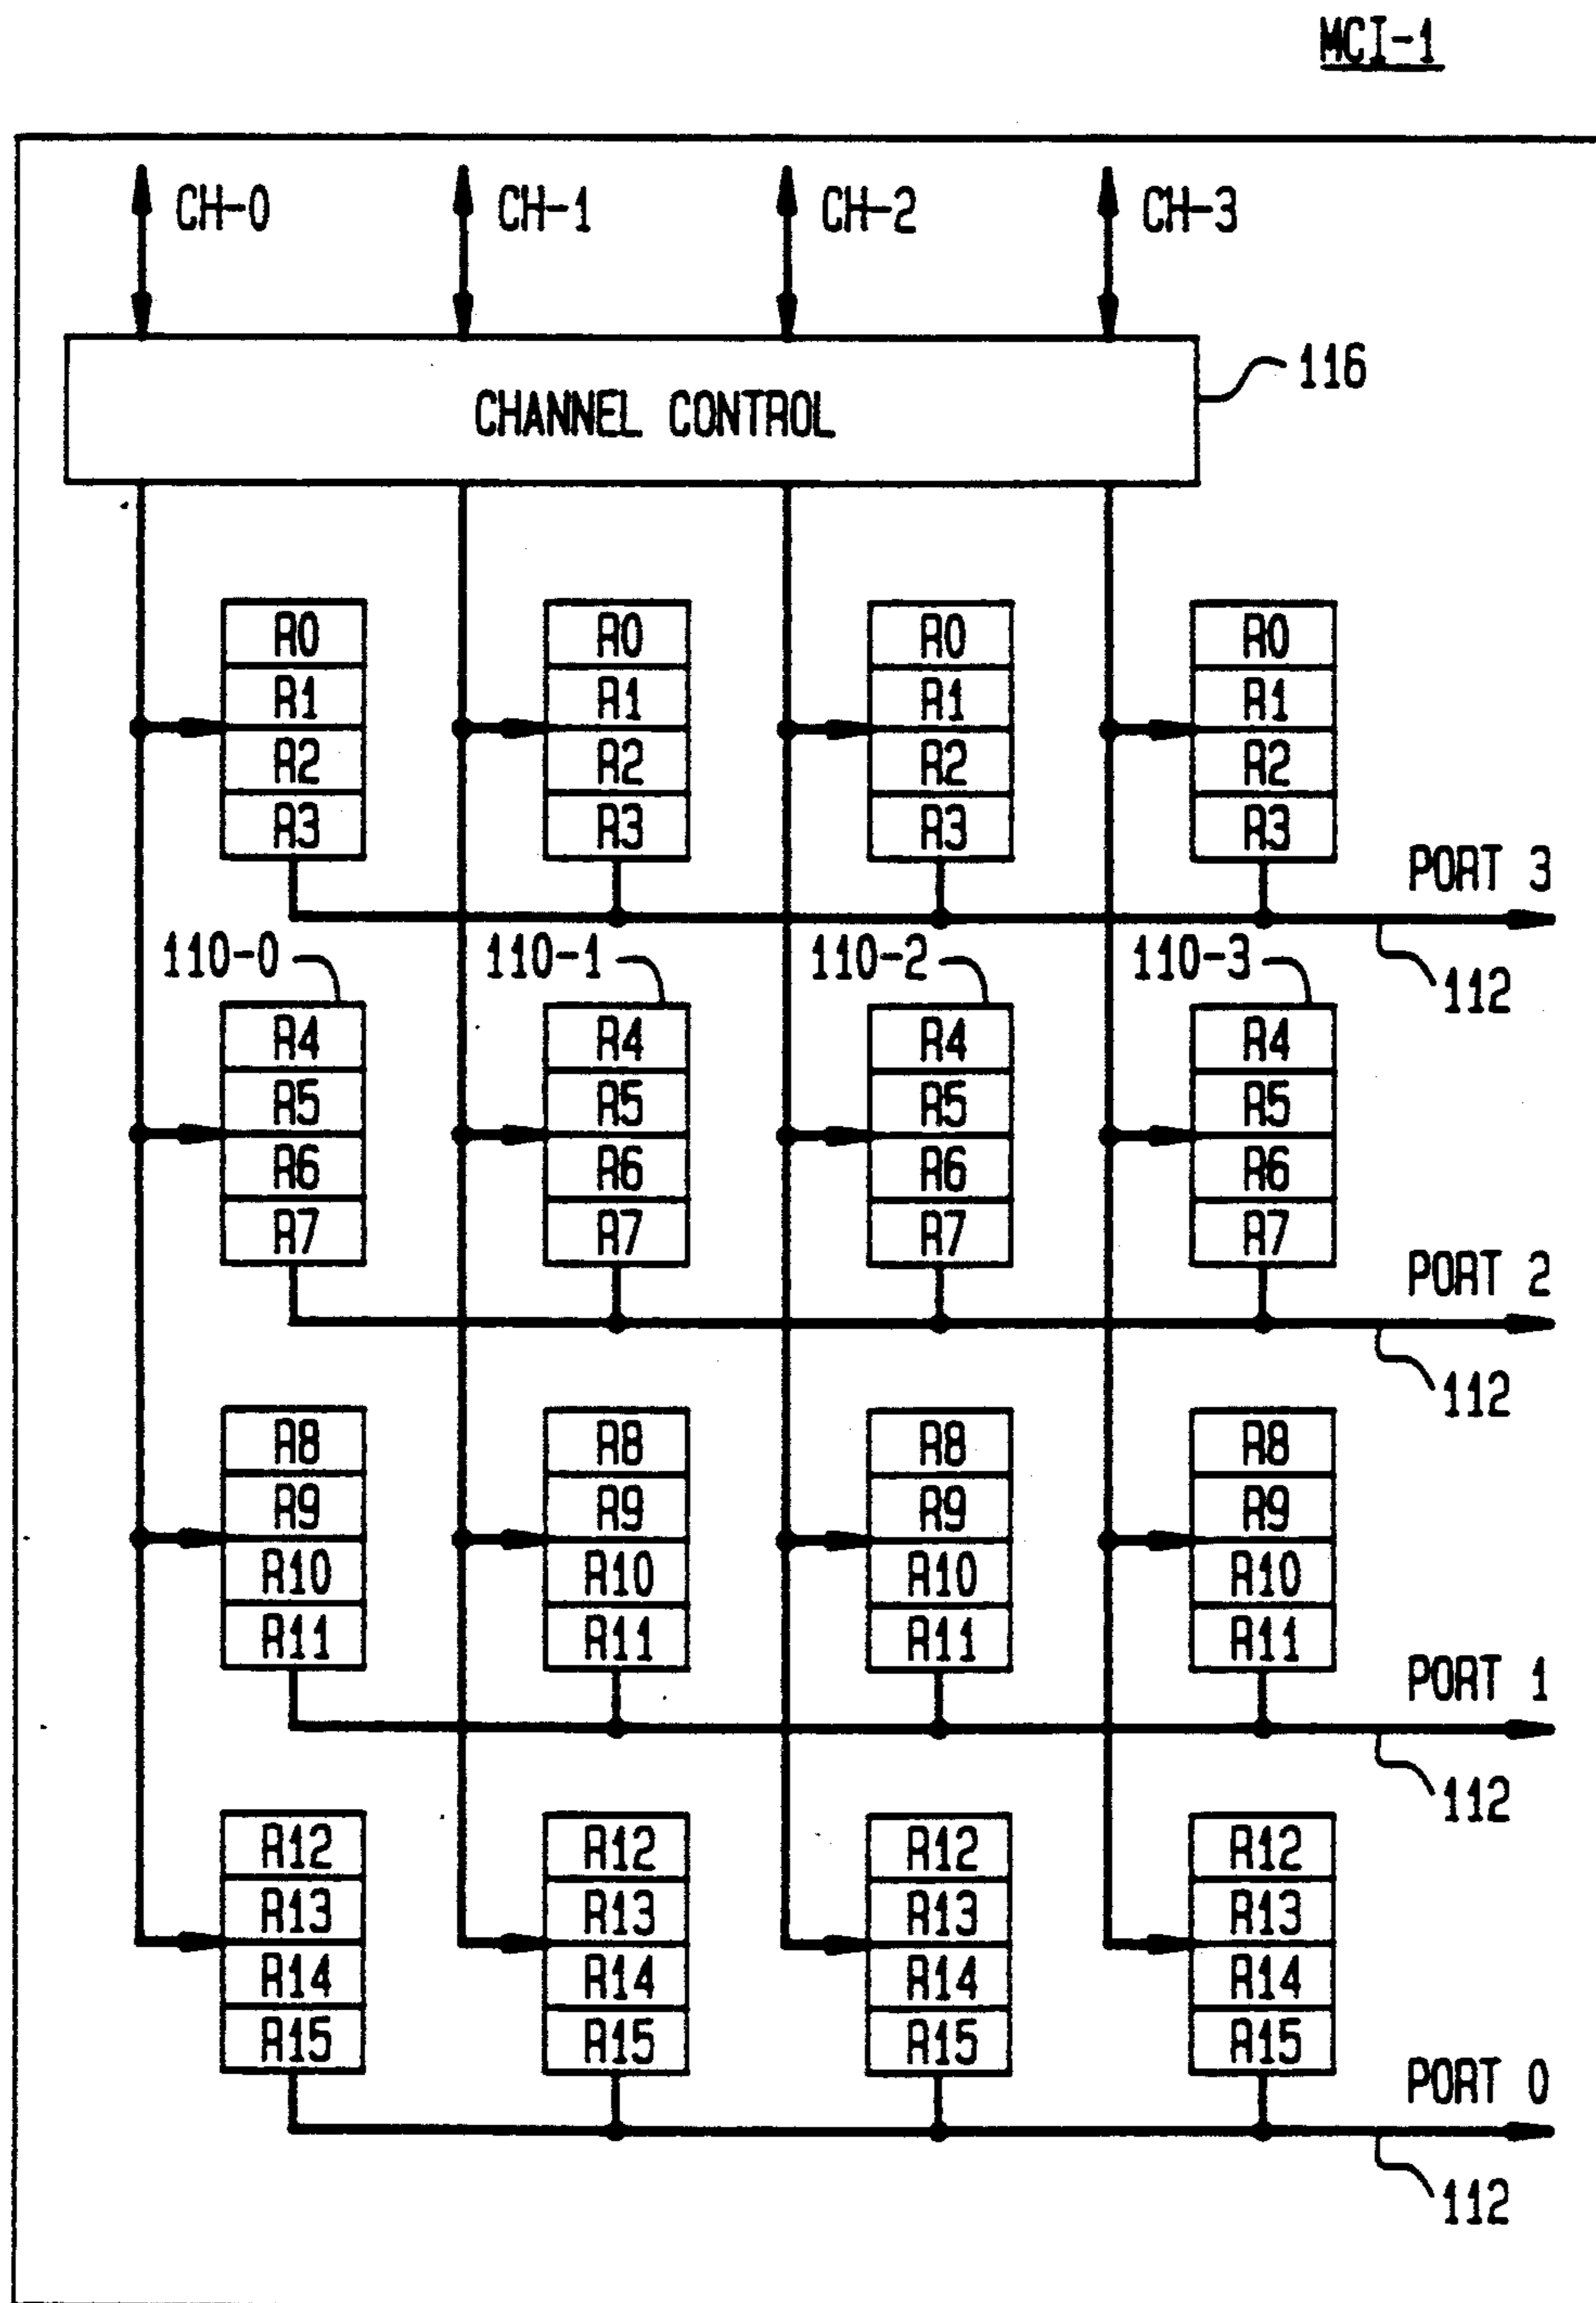 MCI-1
CH-0 CH-1 CH-2 CH-3
116
CHANNEL CONTROL
R0 R0 R0 R0
R1 R1 R1 R1
R2 R2 R2 R2
R3 R3 R3 R3
PORT 3
110-0 110-1 110-2 110-3
112
R4 R4 R4 R4
R5 R5 R5 R5
R6 R6 R6 R6
R7 R7 R7 R7
PORT 2
112
R8 R8 R8 R8
R9 R9 R9 R9
R10 R10 R10 R10
R11 R11 R11 R11
PORT 1
112
R12 R12 R12 R12
R13 R13 R13 R13
R14 R14 R14 R14
R15 R15 R15 R15
PORT 0
112